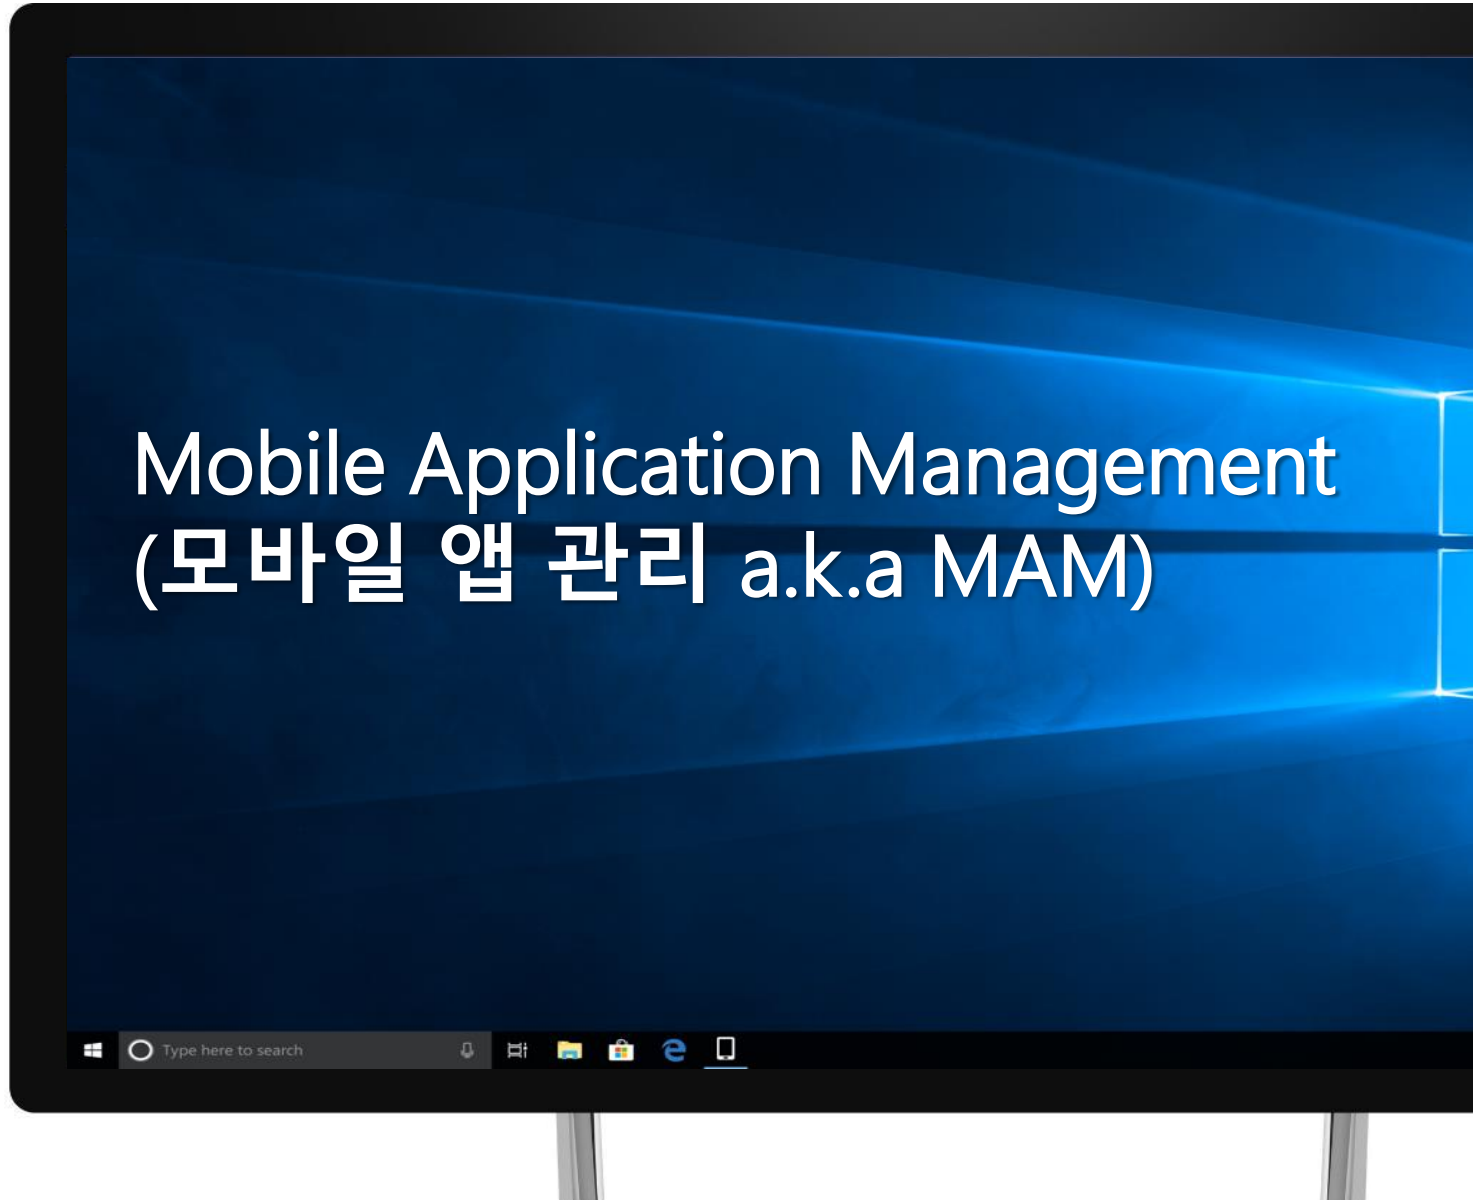 Mobile Application Management
(모바일 앱 관리 a.k.a MAM)
Type here to search